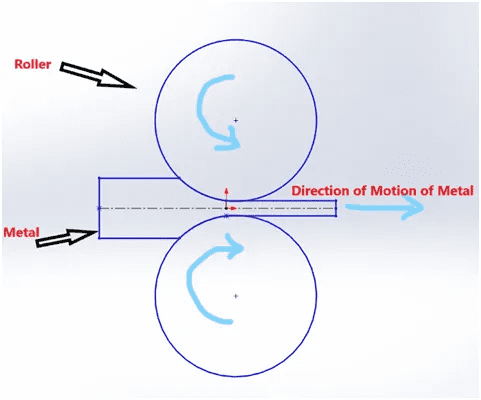 Roller
Direction of Motion of Metal
Metal